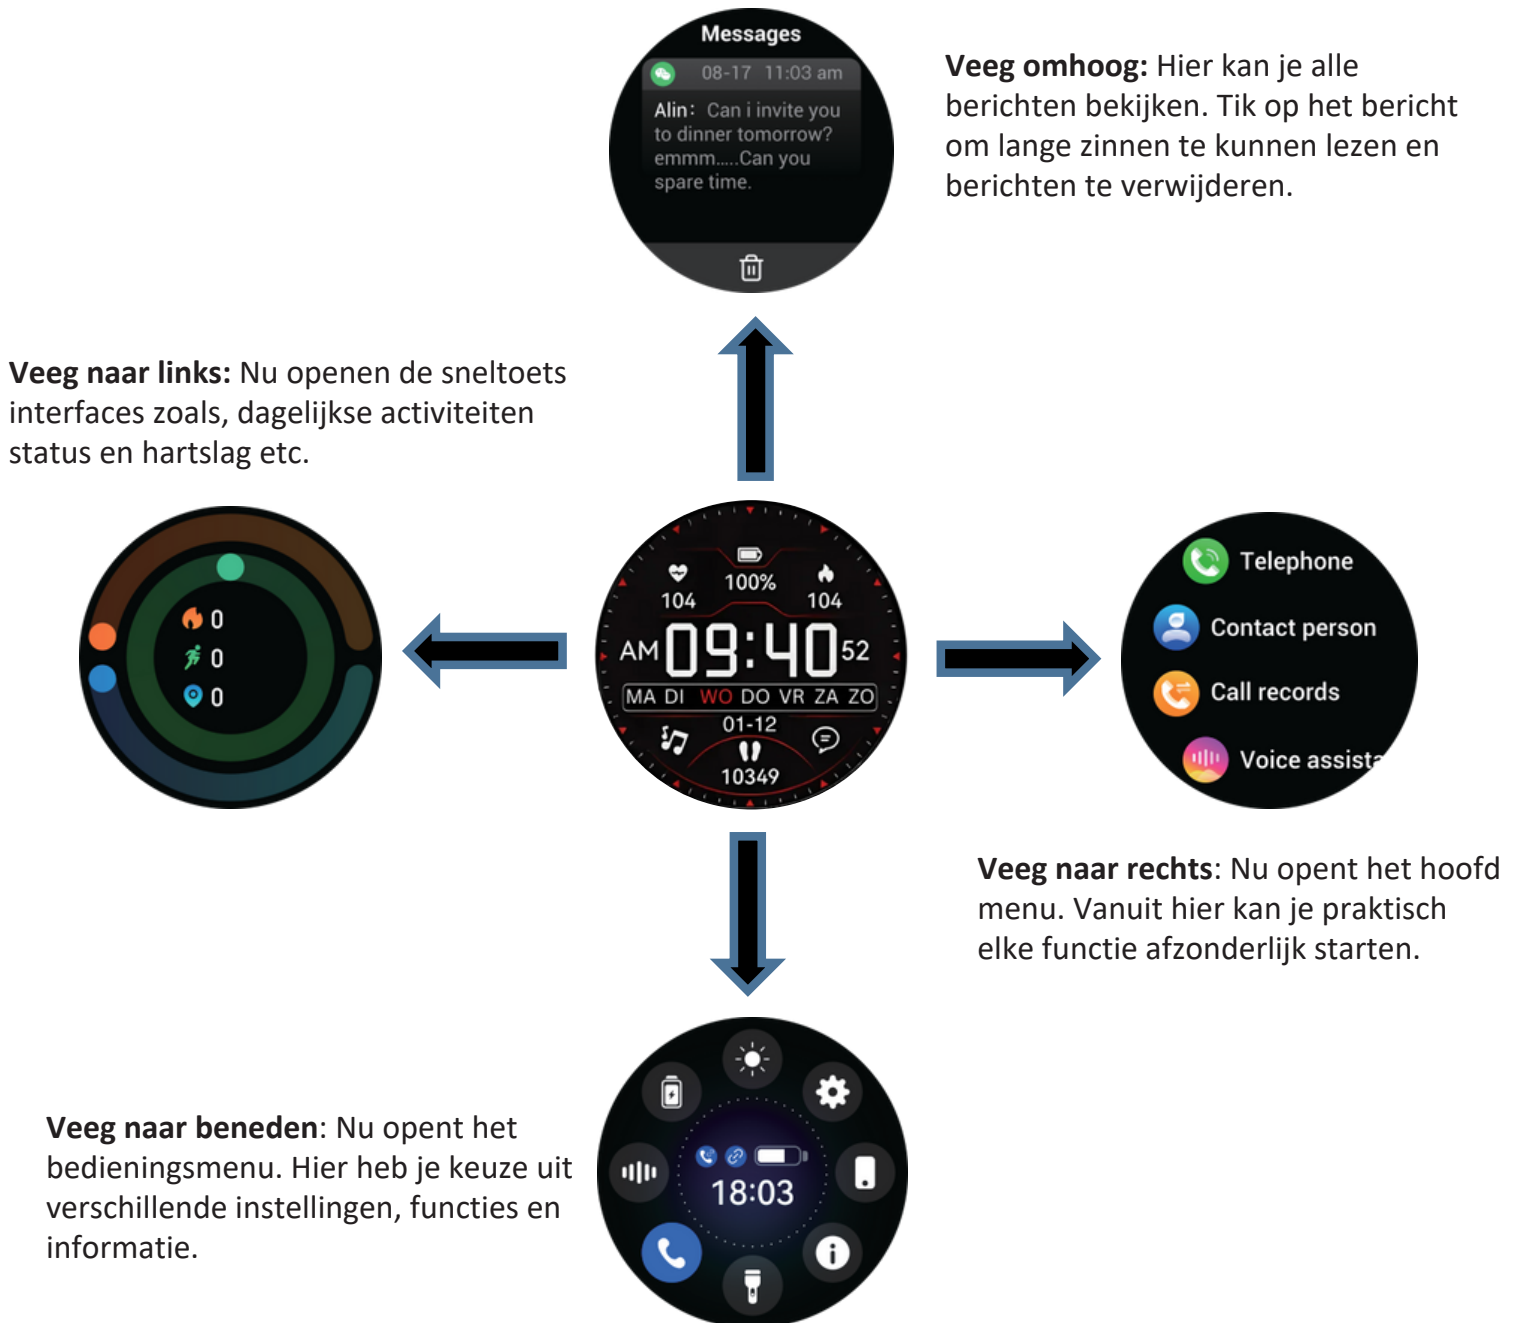 Messages
08-17 11:03 am
Alin: Can i invite you
to dinner tomorrow?
emmm.....Can you
spare time.
Veeg omhoog: Hier kan je alle
berichten bekijken. Tik op het bericht
om lange zinnen te kunnen lezen en
berichten te verwijderen.
Veeg naar links: Nu openen de sneltoets
interfaces zoals, dagelijkse activiteiten
status en hartslag etc.
0
0
0
100%
104
104
AM 09:40 52
MA DI WO DO VR ZA ZO
01-12
10349
Telephone
Contact person
Call records
Voice assista
Veeg naar rechts: Nu opent het hoofd
menu. Vanuit hier kan je praktisch
elke functie afzonderlijk starten.
Veeg naar beneden: Nu opent het
bedieningsmenu. Hier heb je keuze uit
verschillende instellingen, functies en
informatie.
18:03